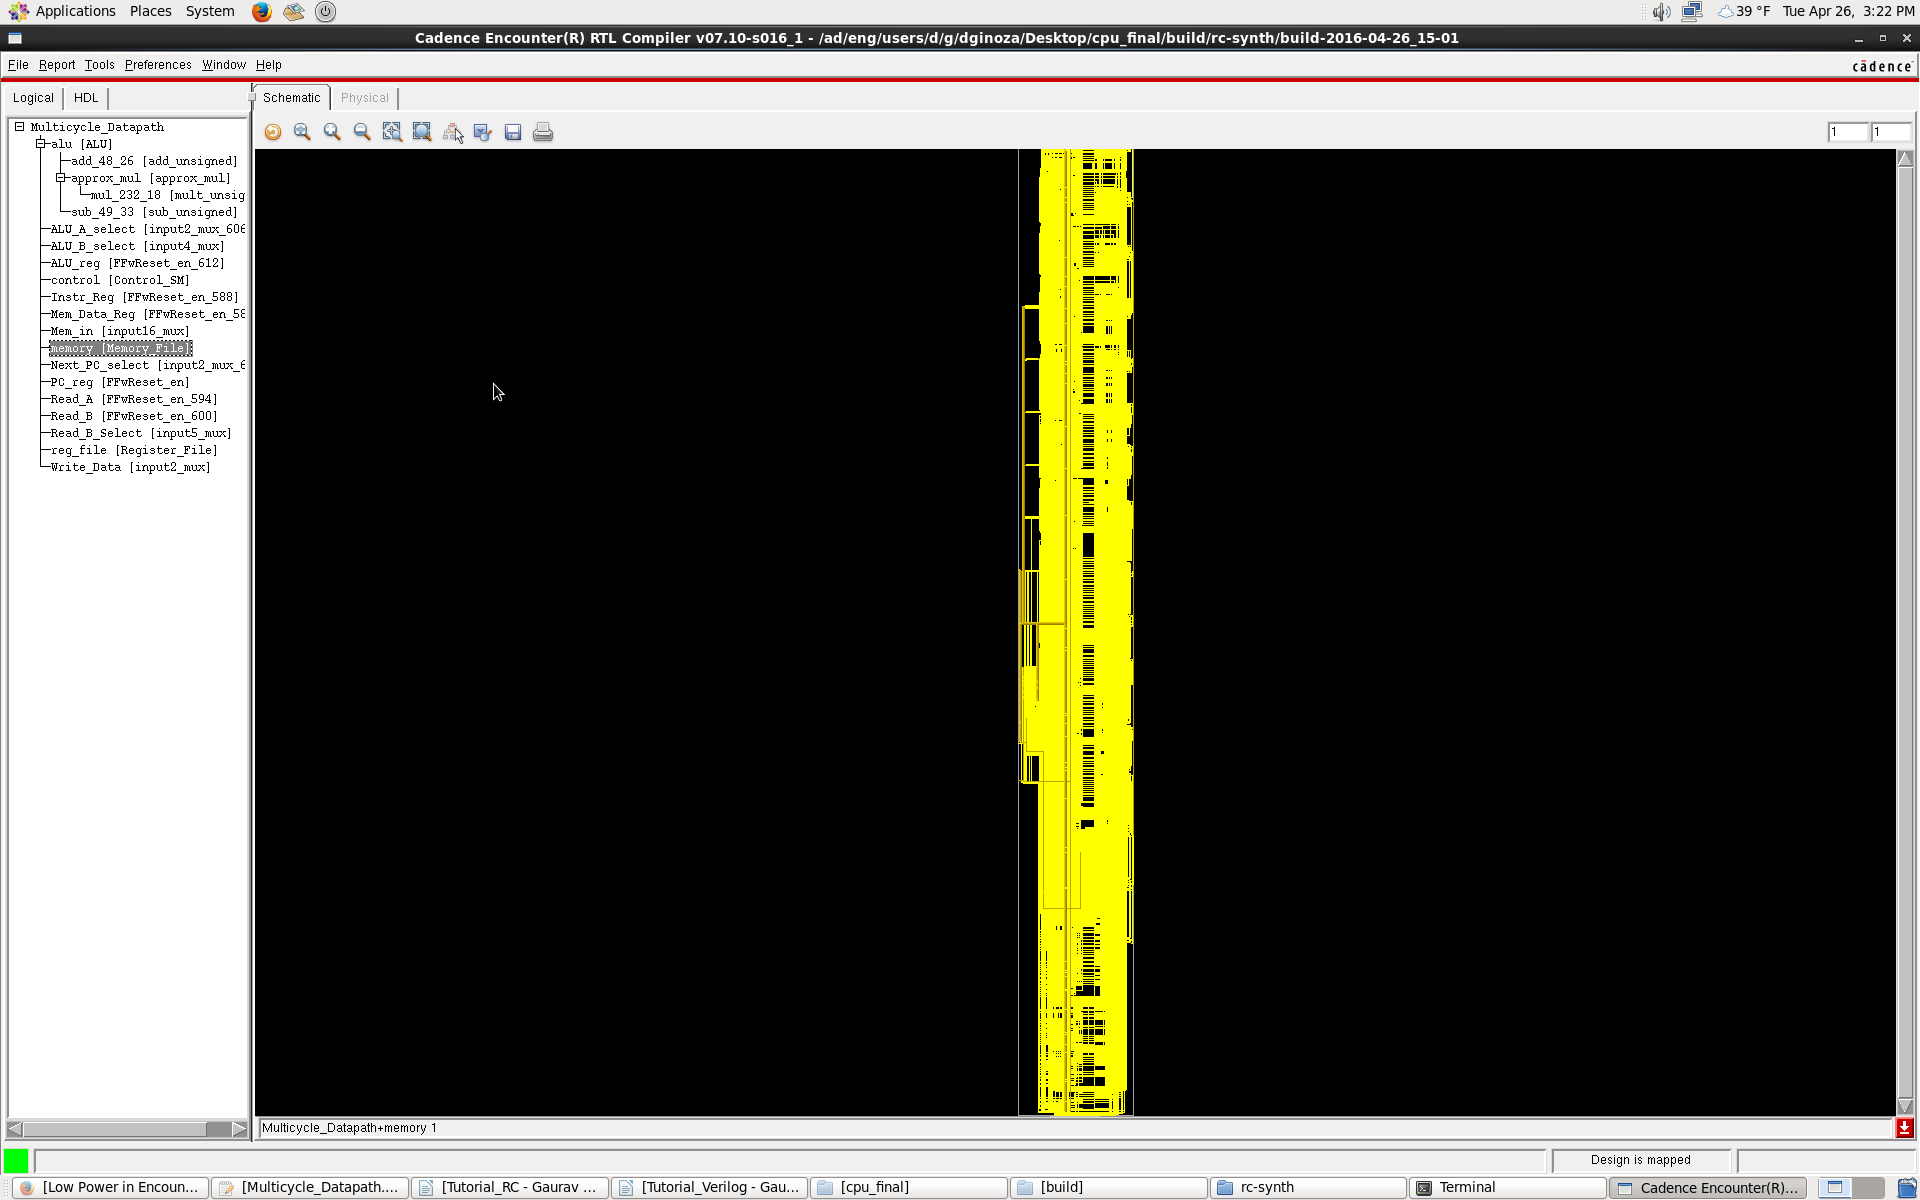 Applications Places System 39 °F Tue Apr 26, 3:22 PM
Cadence Encounter(R) RTL Compiler v07.10-s016_1 - /ad/eng/users/d/g/dginoza/Desktop/cpu_final/build/rc-synth/build-2016-04-26_15-01
File Report Tools Preferences Window Help cādence
Logical HDL Schematic Physical
1 1
Multicycle_Datapath
alu [ALU]
add_48_26 [add_unsigned]
approx_mul [approx_mul]
mul_232_18 [mult_unsig
sub_49_33 [sub_unsigned]
ALU_A_select [input2_mux_606
ALU_B_select [input4_mux]
ALU_reg [FFwReset_en_612]
control [Control_SM]
Instr_Reg [FFwReset_en_588]
Mem_Data_Reg [FFwReset_en_58
Mem_in [input16_mux]
memory [Memory_File]
Next_PC_select [input2_mux_6
PC_reg [FFwReset_en]
Read_A [FFwReset_en_594]
Read_B [FFwReset_en_600]
Read_B_Select [input5_mux]
reg_file [Register_File]
Write_Data [input2_mux]
Multicycle_Datapath+memory 1
Design is mapped
[Low Power in Encoun... [Multicycle_Datapath.... [Tutorial_RC - Gaurav ... [Tutorial_Verilog - Gau... [cpu_final] [build] rc-synth Terminal Cadence Encounter(R)...